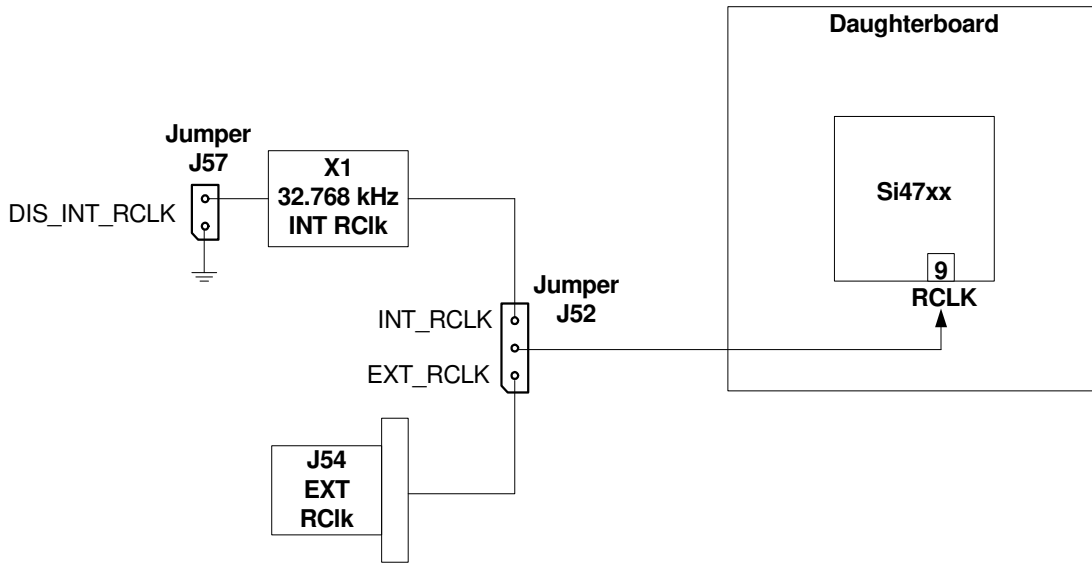 Daughterboard
Jumper
J57
DIS_INT_RCLK
X1
32.768 kHz
INT RClk
Si47xx
9
RCLK
Jumper
J52
INT_RCLK
EXT_RCLK
J54
EXT
RClk